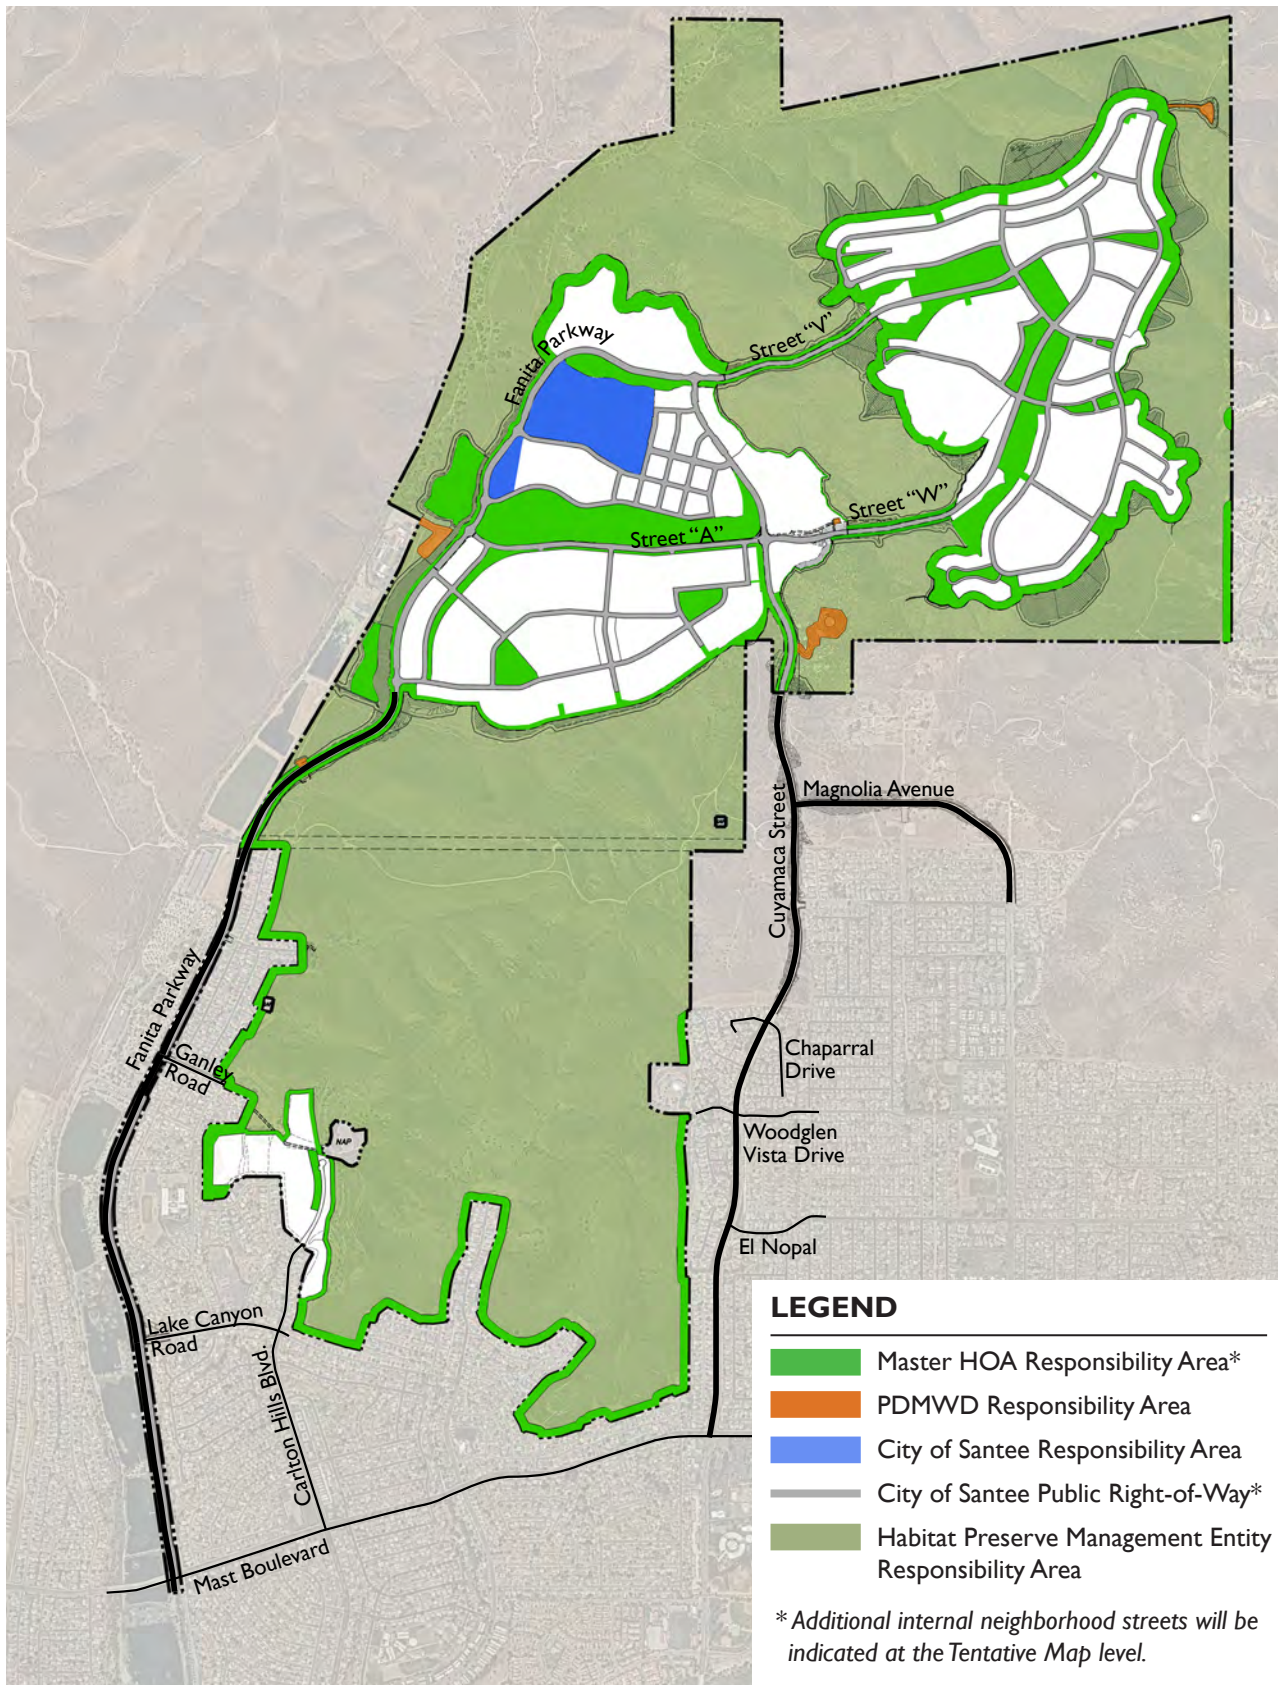 Fanita Parkway
Street “V”
Street “W”
Street “A”
Magnolia Avenue
Cuyamaca Street
Fanita Parkway
Ganley
Road
Chaparral
Drive
NAP
Woodglen
Vista Drive
El Nopal
Lake Canyon
Road
Carlton Hills Blvd.
Mast Boulevard
LEGEND
Master HOA Responsibility Area*
PDMWD Responsibility Area
City of Santee Responsibility Area
City of Santee Public Right-of-Way*
Habitat Preserve Management Entity
Responsibility Area
* Additional internal neighborhood streets will be
indicated at the Tentative Map level.